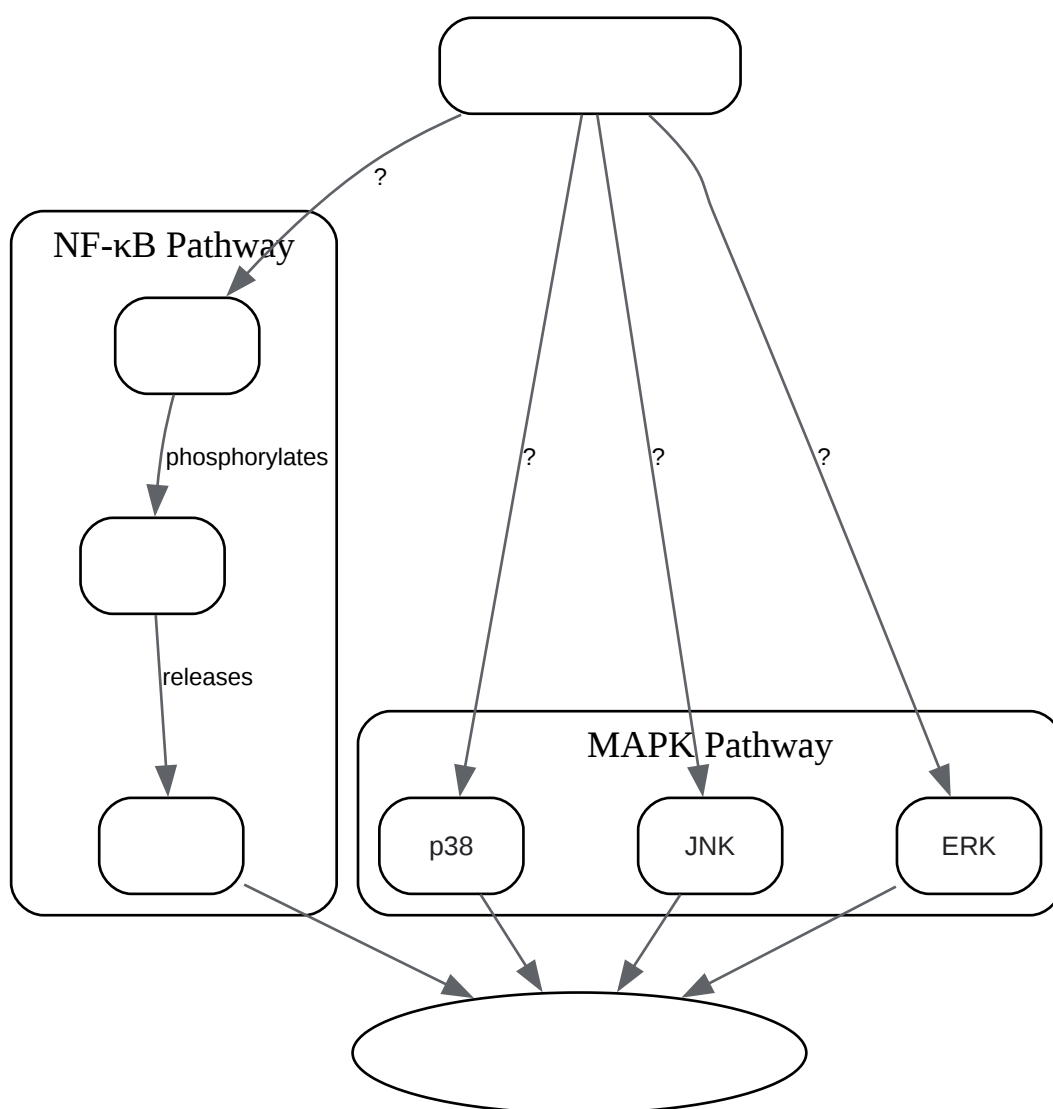 ?
NF-κB Pathway
phosphorylates
?
?
?
releases
MAPK Pathway
p38
JNK
ERK